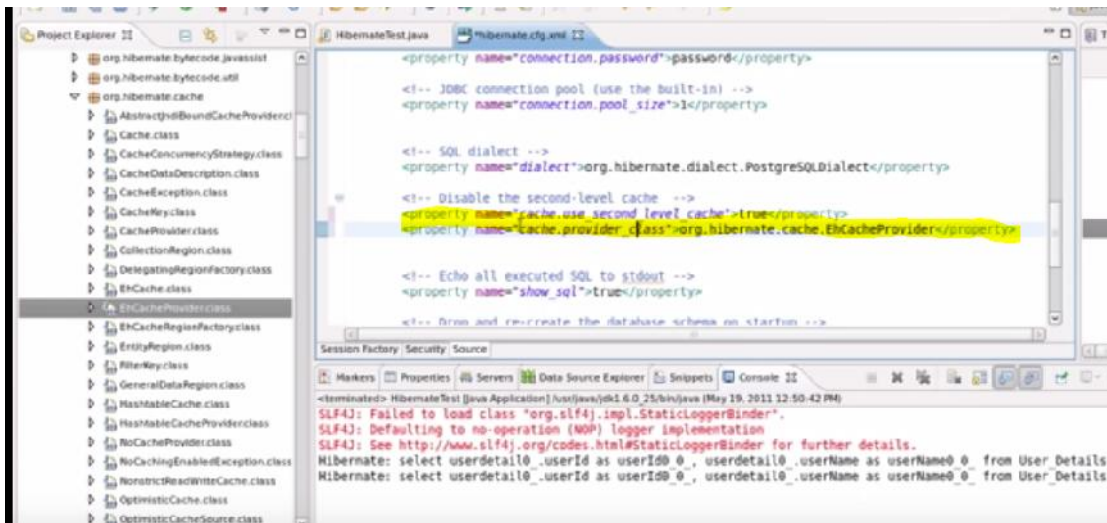 Project Explorer
org.hibernate.bytecode.javassist
org.hibernate.bytecode.util
org.hibernate.cache
AbstractJndiBoundCacheProvider.cl
Cache.class
CacheConcurrencyStrategy.class
CacheDataDescription.class
CacheException.class
CacheKey.class
CacheProvider.class
CollectionRegion.class
DelegatingRegionFactory.class
EhCache.class
EhCacheProvider.class
EhCacheRegionFactory.class
EntityRegion.class
FilterKey.class
GeneralDataRegion.class
HashtableCache.class
HashtableCacheProvider.class
NoCacheProvider.class
NoCachingEnabledException.class
NonstrictReadWriteCache.class
OptimisticCache.class
OptimisticCacheSource.class
HibernateTest.java
*hibernate.cfg.xml
<property name="connection.password">password</property>
<!-- JDBC connection pool (use the built-in) -->
<property name="connection.pool_size">1</property>
<!-- SQL dialect -->
<property name="dialect">org.hibernate.dialect.PostgreSQLDialect</property>
<!-- Disable the second-level cache -->
<property name="cache.use_second_level_cache">true</property>
<property name="cache.provider_class">org.hibernate.cache.EhCacheProvider</property>
<!-- Echo all executed SQL to stdout -->
<property name="show_sql">true</property>
<!-- Drop and re-create the database schema on startup -->
Session Factory Security Source
Markers Properties Servers Data Source Explorer Snippets Console
<terminated> HibernateTest [Java Application] /usr/java/jdk1.6.0_25/bin/java (May 19, 2011 12:50:42 PM)
SLF4J: Failed to load class "org.slf4j.impl.StaticLoggerBinder".
SLF4J: Defaulting to no-operation (NOP) logger implementation
SLF4J: See http://www.slf4j.org/codes.html#StaticLoggerBinder for further details.
Hibernate: select userdetail0_.userId as userId0_0_, userdetail0_.userName as userName0_0_ from User_Details
Hibernate: select userdetail0_.userId as userId0_0_, userdetail0_.userName as userName0_0_ from User_Details